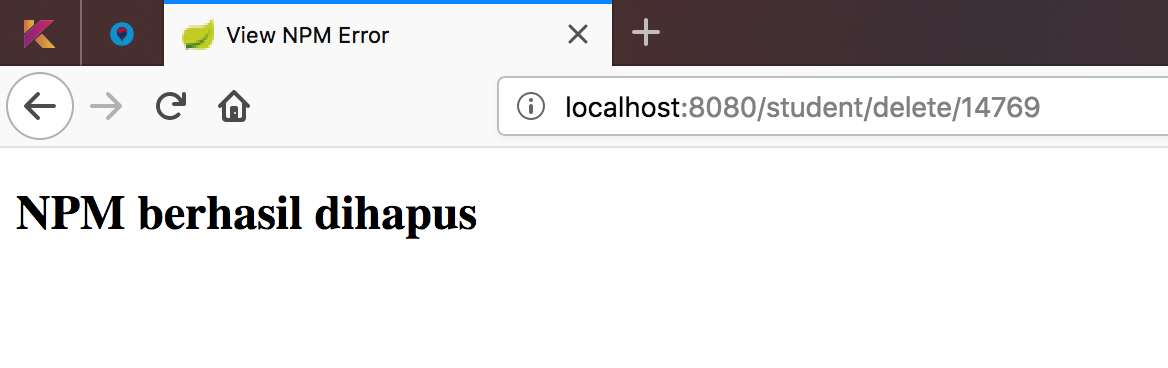 View NPM Error
localhost:8080/student/delete/14769
NPM berhasil dihapus